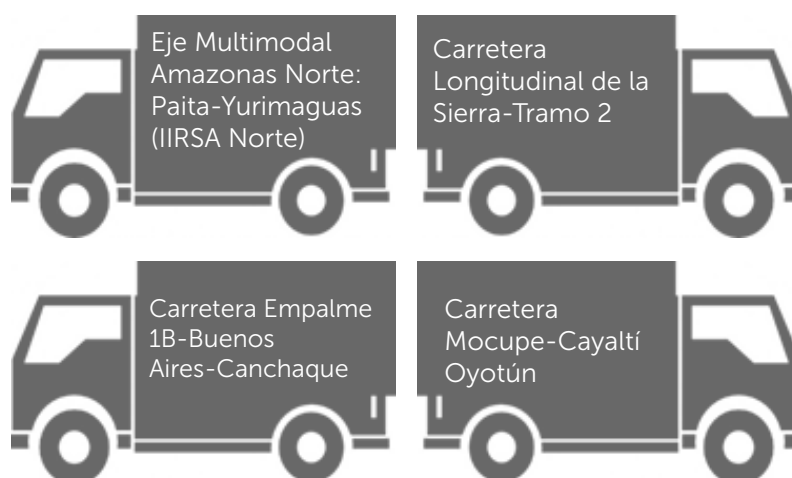 Eje Multimodal
Amazonas Norte:
Paita-Yurimaguas
(IIRSA Norte)
Carretera
Longitudinal de la
Sierra-Tramo 2
Carretera Empalme
1B-Buenos
Aires-Canchaque
Carretera
Mocupe-Cayaltí
Oyotún